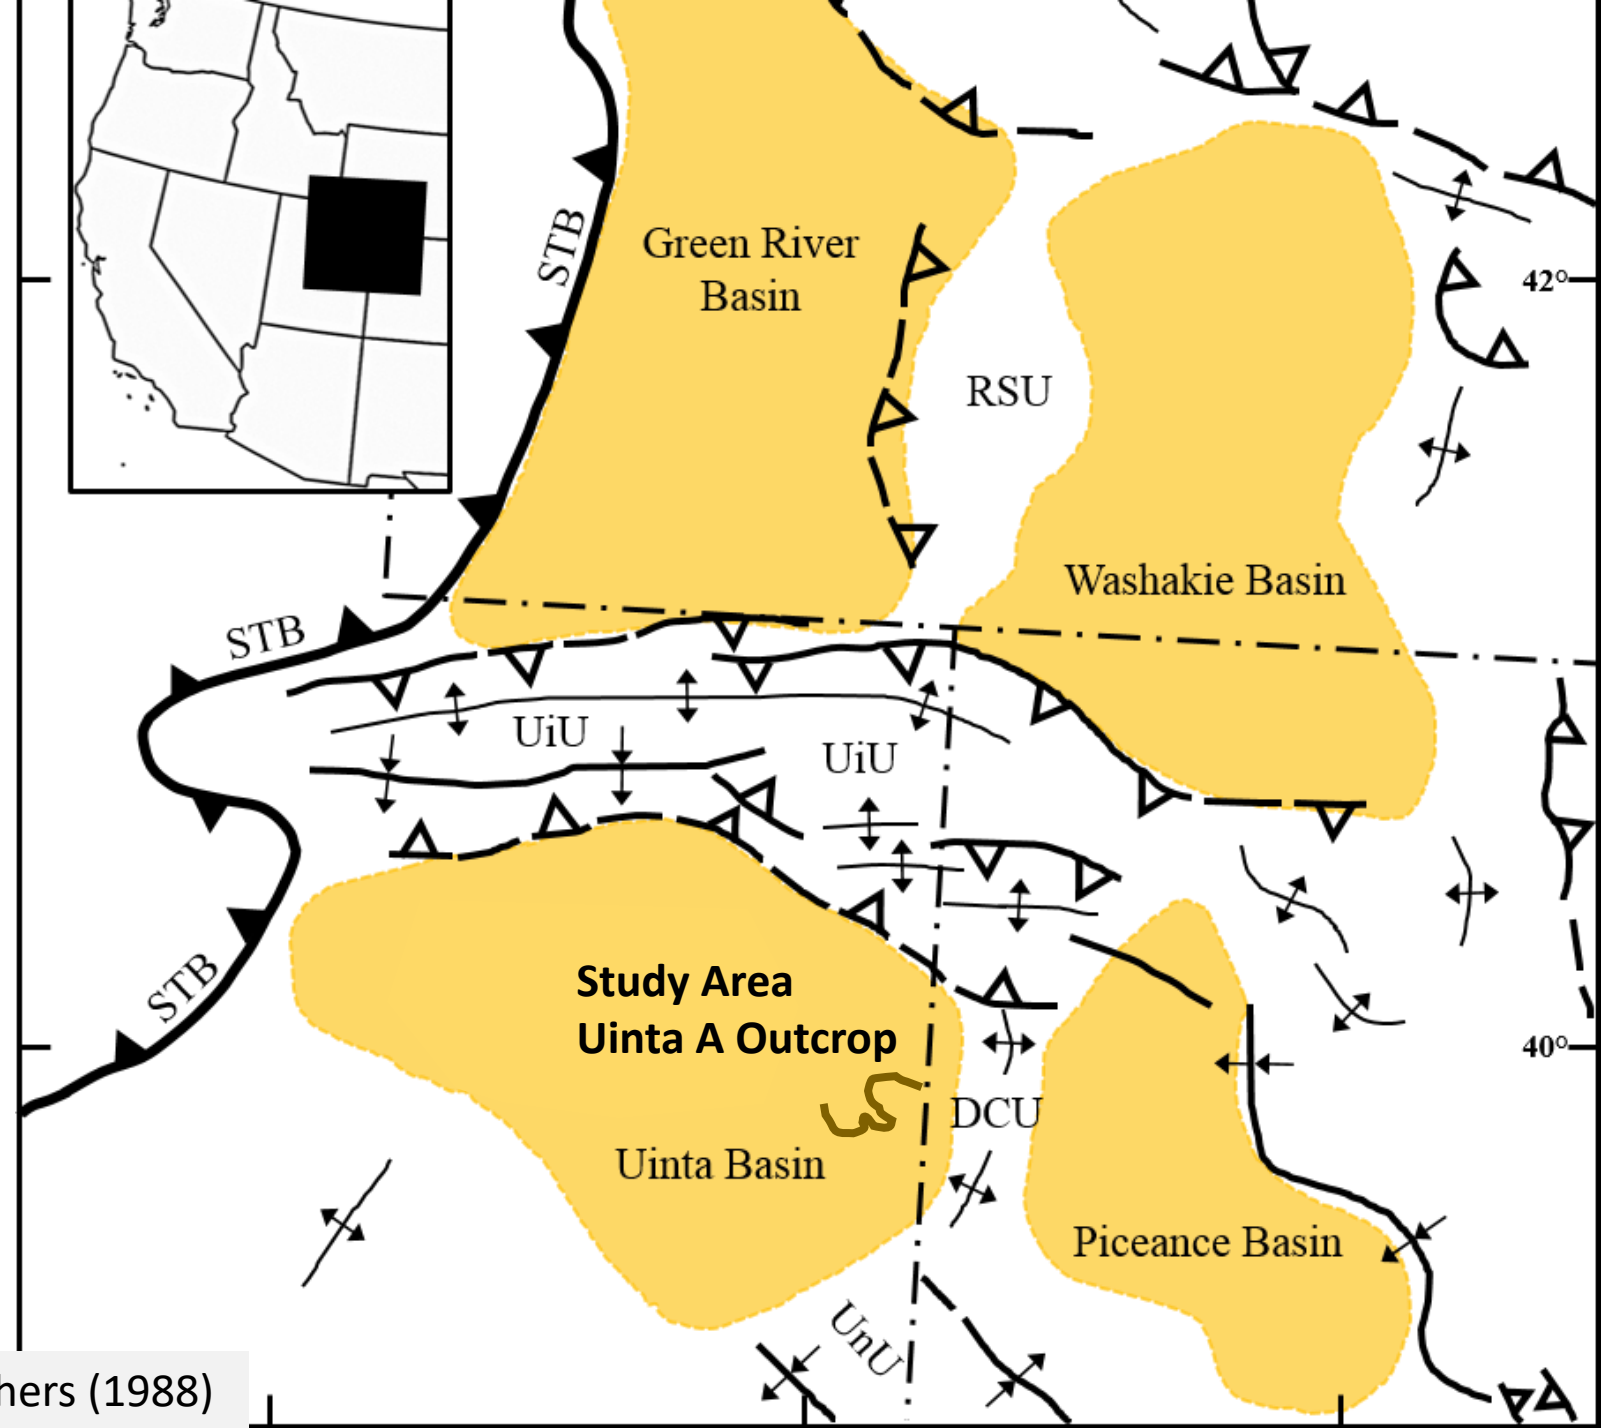 STB
Green River
Basin
42°
RSU
Washakie Basin
STB
UiU
UiU
STB
Study Area
Uinta A Outcrop
40°
DCU
Uinta Basin
Piceance Basin
UnU
(1988)